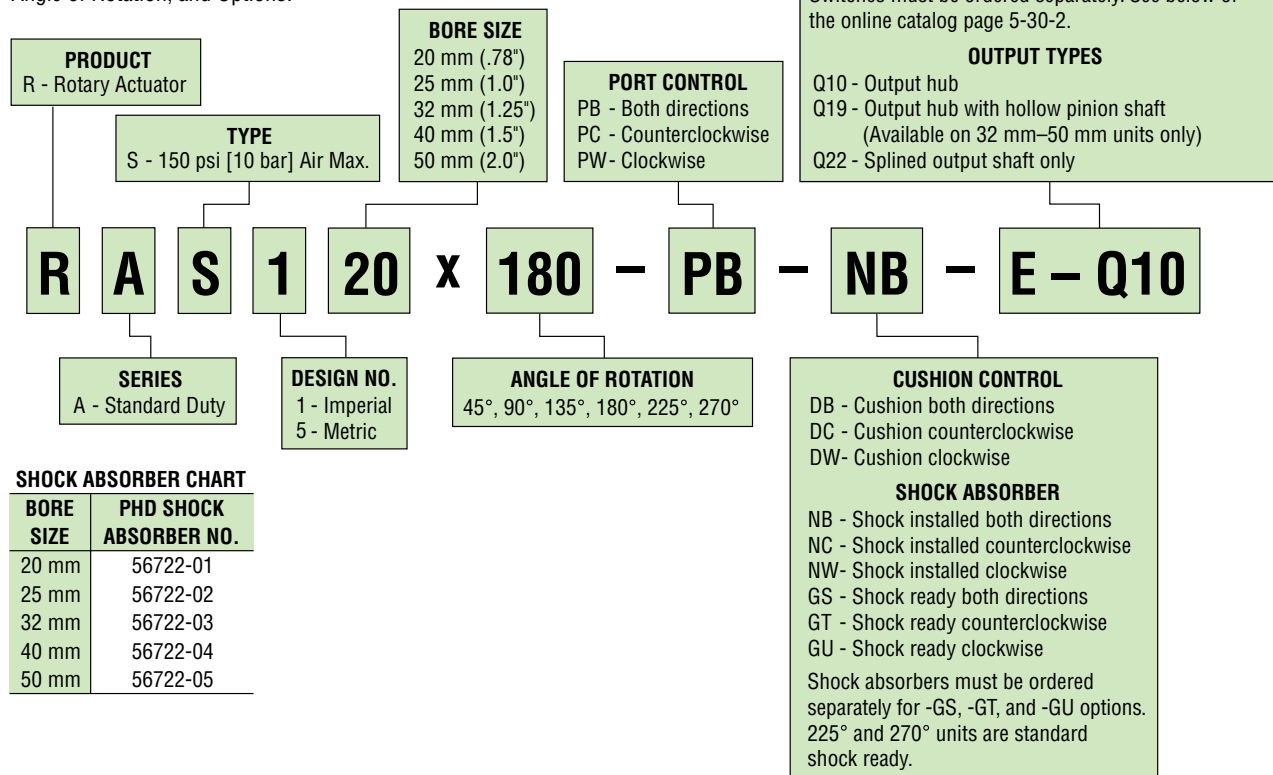 Angle of Rotation, and Options.
Switches must be ordered separately. See below or
the online catalog page 5-30-2.
PRODUCT
R - Rotary Actuator
TYPE
S - 150 psi [10 bar] Air Max.
BORE SIZE
20 mm (.78")
25 mm (1.0")
32 mm (1.25")
40 mm (1.5")
50 mm (2.0")
PORT CONTROL
PB - Both directions
PC - Counterclockwise
PW- Clockwise
OUTPUT TYPES
Q10 - Output hub
Q19 - Output hub with hollow pinion shaft
(Available on 32 mm–50 mm units only)
Q22 - Splined output shaft only
R A S 1 20 x 180 – PB – NB – E – Q10
SERIES
A - Standard Duty
DESIGN NO.
1 - Imperial
5 - Metric
ANGLE OF ROTATION
45°, 90°, 135°, 180°, 225°, 270°
CUSHION CONTROL
DB - Cushion both directions
DC - Cushion counterclockwise
DW- Cushion clockwise
SHOCK ABSORBER
NB - Shock installed both directions
NC - Shock installed counterclockwise
NW- Shock installed clockwise
GS - Shock ready both directions
GT - Shock ready counterclockwise
GU - Shock ready clockwise
Shock absorbers must be ordered
separately for -GS, -GT, and -GU options.
225° and 270° units are standard
shock ready.
SHOCK ABSORBER CHART
BORE SIZE PHD SHOCK ABSORBER NO.
20 mm 56722-01
25 mm 56722-02
32 mm 56722-03
40 mm 56722-04
50 mm 56722-05